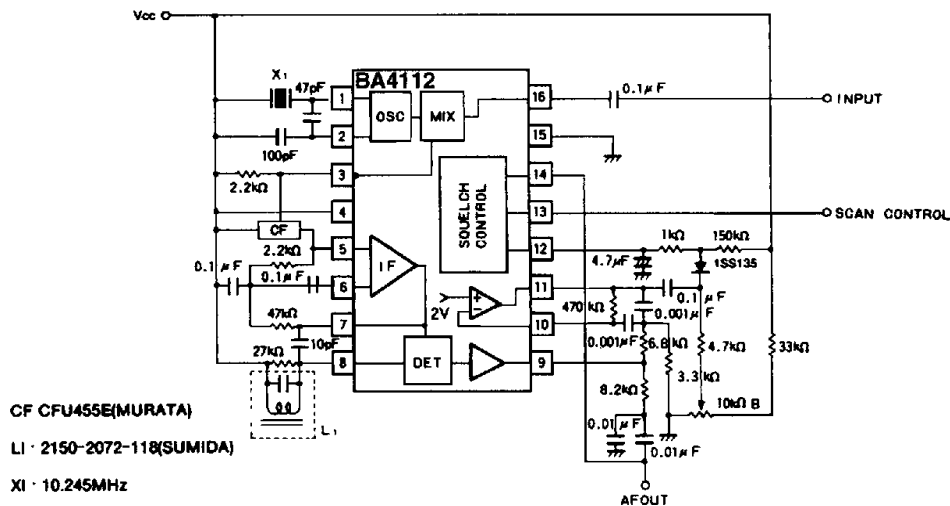 Vcc
BA4112
X1
47pF
0.1μF
1
16
INPUT
OSC
MIX
2
15
100pF
3
14
2.2kΩ
SQUELCH CONTROL
4
13
SCAN CONTROL
CF
1kΩ
150kΩ
5
12
2.2kΩ
4.7μF
1SS135
0.1μF
0.1μF
IF
6
11
0.1μF
470kΩ
0.001μF
2V
+
−
47kΩ
7
10
10pF
0.001μF
6.8kΩ
4.7kΩ
33kΩ
27kΩ
8
DET
9
3.3kΩ
8.2kΩ
10kΩ B
L1
0.01μF
0.01μF
AFOUT
CF CFU455E(MURATA)
LI · 2150-2072-118(SUMIDA)
XI · 10.245MHz